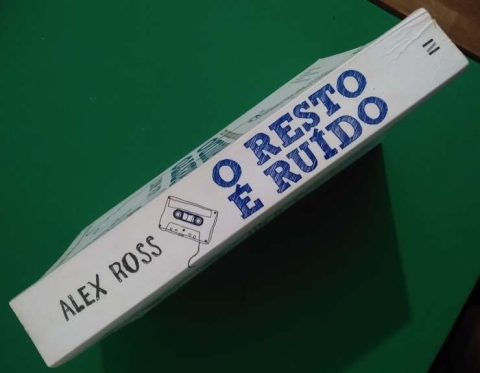 ALEX ROSS
O RESTO
É RUÍDO